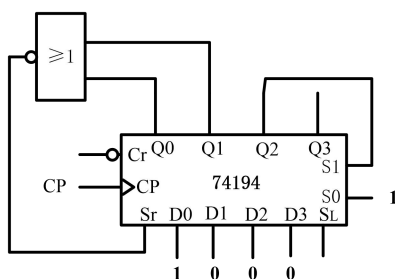 ≥1
Q0 Q1 Q2 Q3
Cr S1
CP CP 74194 S0 1
Sr D0 D1 D2 D3 SL
1 0 0 0